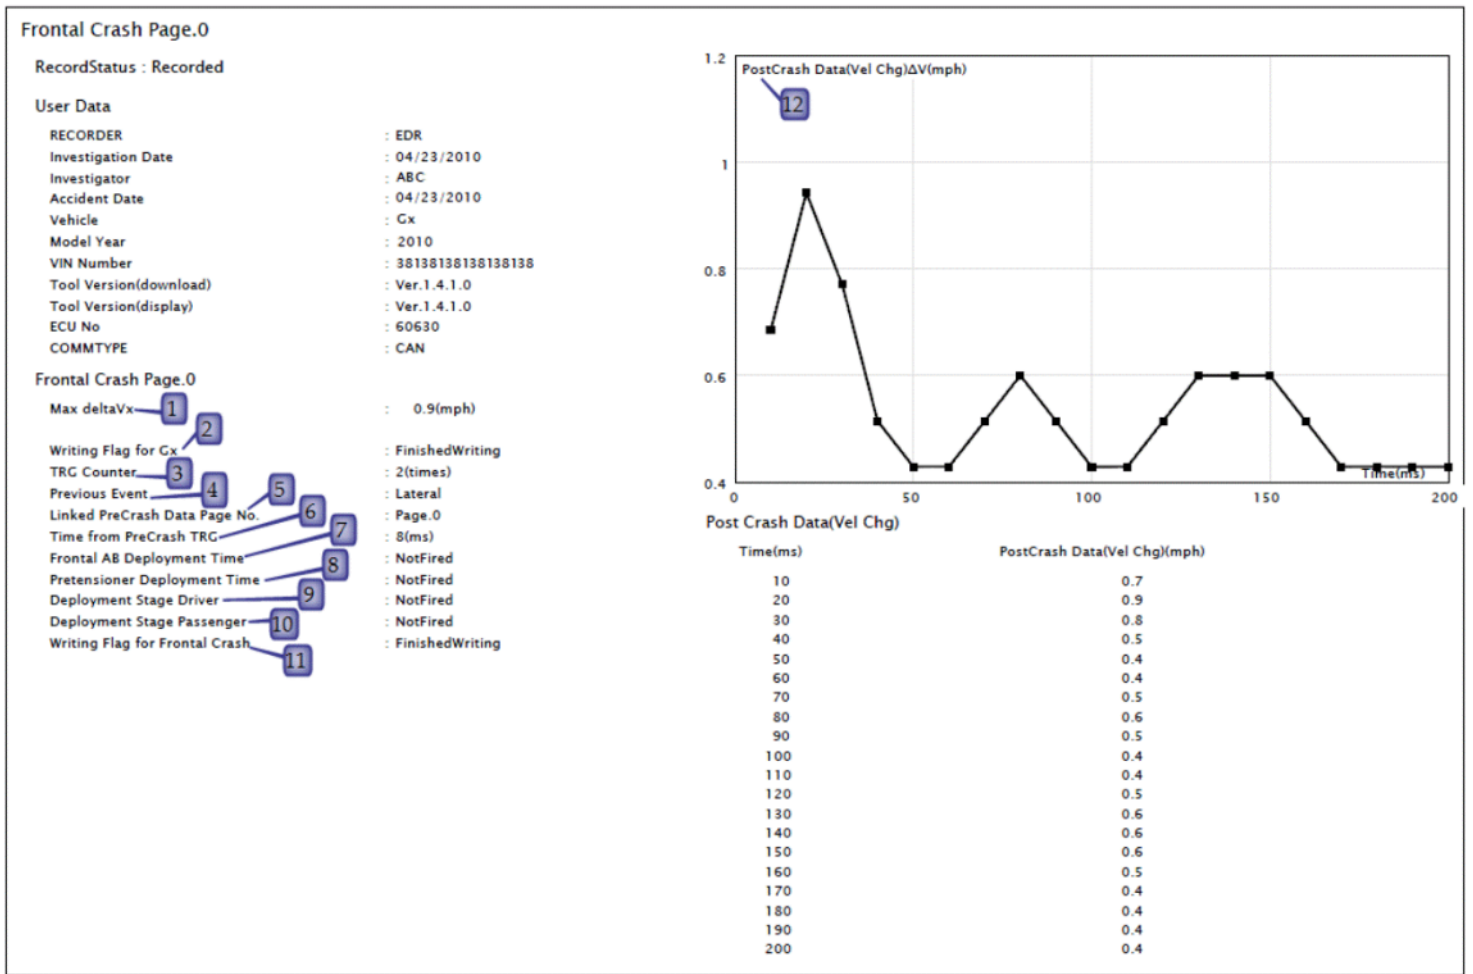 Frontal Crash Page.0
RecordStatus : Recorded
User Data
RECORDER : EDR
Investigation Date : 04/23/2010
Investigator : ABC
Accident Date : 04/23/2010
Vehicle : Gx
Model Year : 2010
VIN Number : 38138138138138138
Tool Version(download) : Ver.1.4.1.0
Tool Version(display) : Ver.1.4.1.0
ECU No : 60630
COMMTYPE : CAN
Frontal Crash Page.0
Max deltaVx 1 : 0.9(mph)
2
Writing Flag for Gx : FinishedWriting
TRG Counter 3 : 2(times)
Previous Event 4 : Lateral
5
Linked PreCrash Data Page No. : Page.0
6
Time from PreCrash TRG : 8(ms)
7
Frontal AB Deployment Time : NotFired
8
Pretensioner Deployment Time : NotFired
Deployment Stage Driver 9 : NotFired
Deployment Stage Passenger 10 : NotFired
Writing Flag for Frontal Crash : FinishedWriting
11
1.2
PostCrash Data(Vel Chg)ΔV(mph)
12
1
0.8
0.6
0.4
Time(ms)
0 50 100 150 200
Post Crash Data(Vel Chg)
Time(ms) PostCrash Data(Vel Chg)(mph)
10 0.7
20 0.9
30 0.8
40 0.5
50 0.4
60 0.4
70 0.5
80 0.6
90 0.5
100 0.4
110 0.4
120 0.5
130 0.6
140 0.6
150 0.6
160 0.5
170 0.4
180 0.4
190 0.4
200 0.4